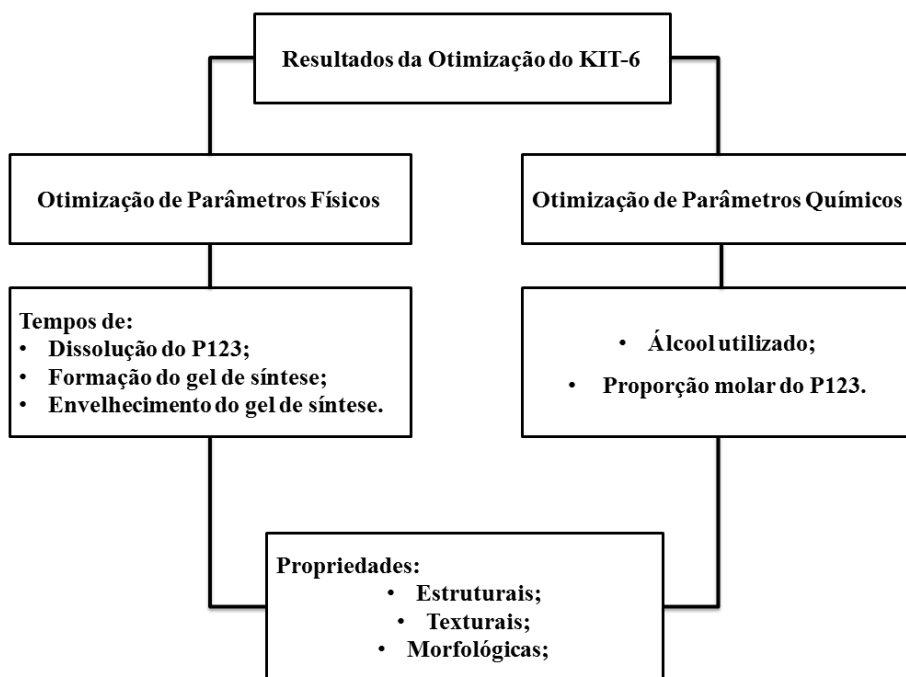 Resultados da Otimização do KIT-6
Otimização de Parâmetros Físicos
Otimização de Parâmetros Químicos
Tempos de:
• Dissolução do P123;
• Formação do gel de síntese;
• Envelhecimento do gel de síntese.
• Álcool utilizado;
• Proporção molar do P123.
Propriedades:
• Estruturais;
• Texturais;
• Morfológicas;